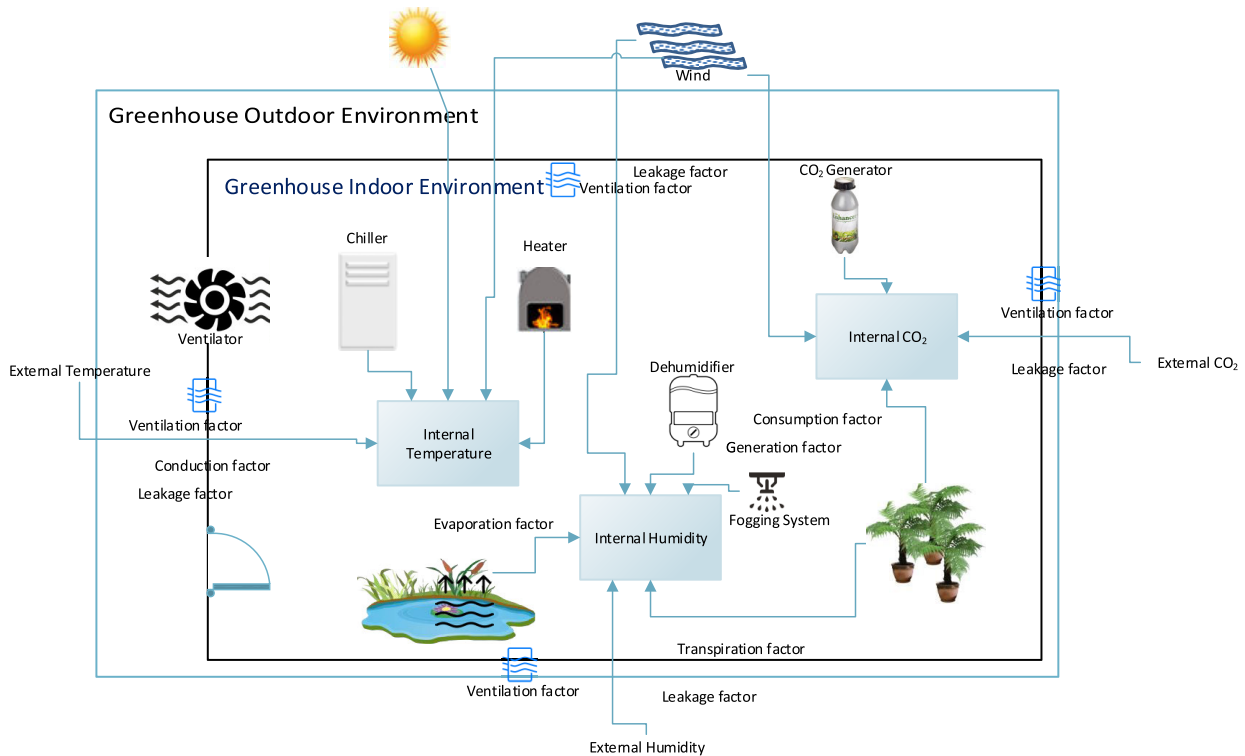 Wind
Greenhouse Outdoor Environment
Leakage factor
CO₂ Generator
Greenhouse Indoor Environment
Ventilation factor
Chiller
Heater
Ventilator
Ventilation factor
Internal CO₂
External Temperature
Dehumidifier
Leakage factor
External CO₂
Ventilation factor
Consumption factor
Internal
Temperature
Generation factor
Conduction factor
Leakage factor
Evaporation factor
Fogging System
Internal Humidity
Transpiration factor
Ventilation factor
Leakage factor
External Humidity